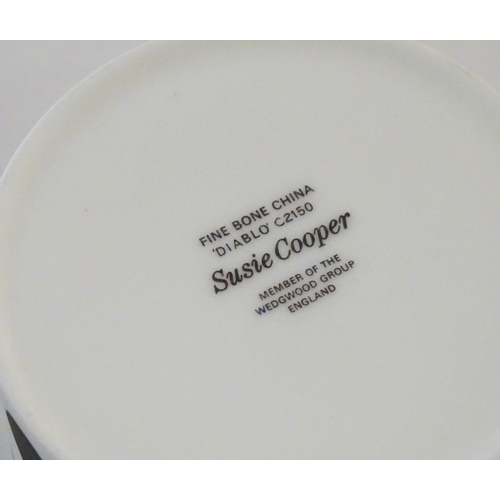 FINE BONE CHINA
'DIABLO' C2150
Susie Cooper
MEMBER OF THE
WEDGWOOD GROUP
ENGLAND